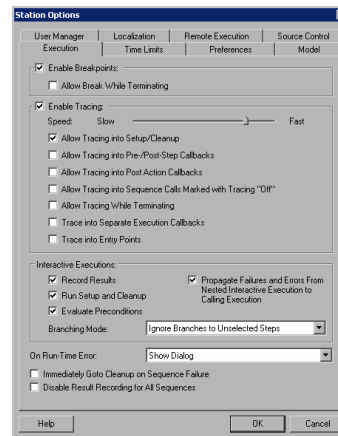 Station Options
User Manager Localization Remote Execution Source Control
Execution Time Limits Preferences Model
Enable Breakpoints:
Allow Break While Terminating
Enable Tracing:
Speed: Slow Fast
Allow Tracing into Setup/Cleanup
Allow Tracing into Pre-/Post-Step Callbacks
Allow Tracing into Post Action Callbacks
Allow Tracing into Sequence Calls Marked with Tracing "Off"
Allow Tracing While Terminating
Trace into Separate Execution Callbacks
Trace into Entry Points
Interactive Executions:
Record Results
Run Setup and Cleanup
Evaluate Preconditions
Propagate Failures and Errors From
Nested Interactive Execution to
Calling Execution
Branching Mode: Ignore Branches to Unselected Steps
On Run-Time Error: Show Dialog
Immediately Goto Cleanup on Sequence Failure
Disable Result Recording for All Sequences
Help OK Cancel